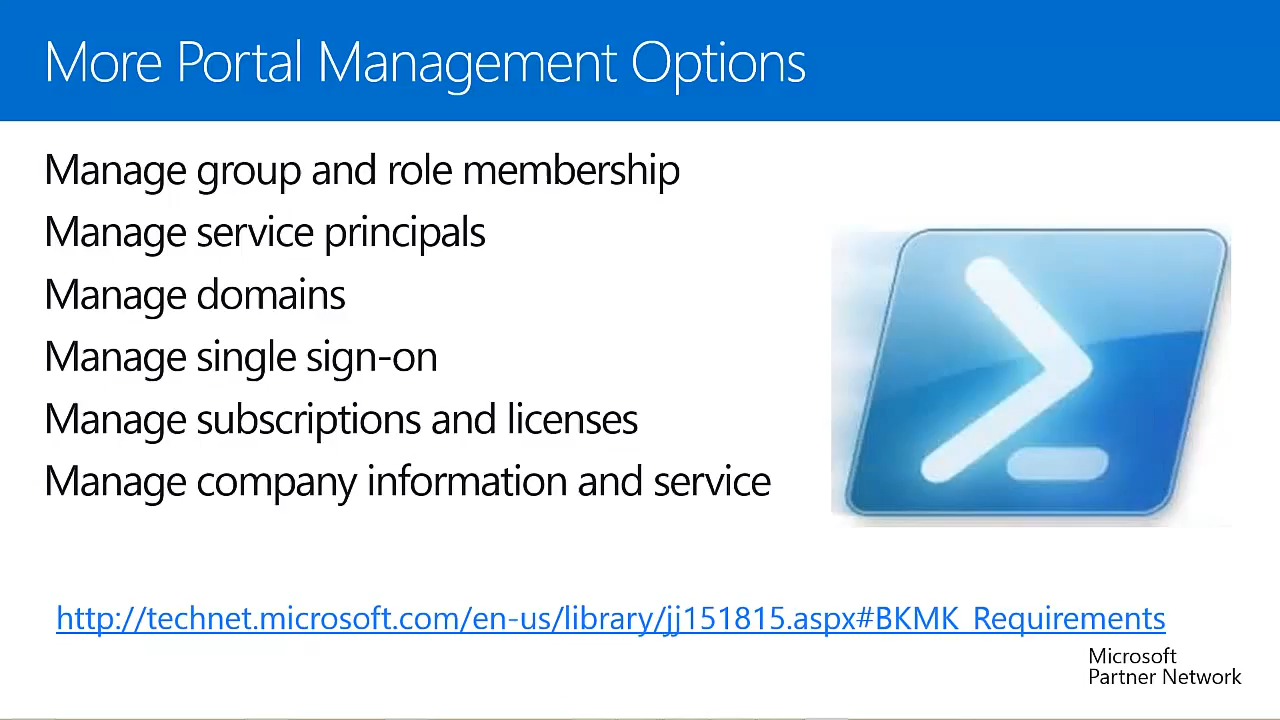 More Portal Management Options
Manage group and role membership
Manage service principals
Manage domains
Manage single sign-on
Manage subscriptions and licenses
Manage company information and service
http://technet.microsoft.com/en-us/library/jj151815.aspx#BKMK_Requirements
Microsoft
Partner Network